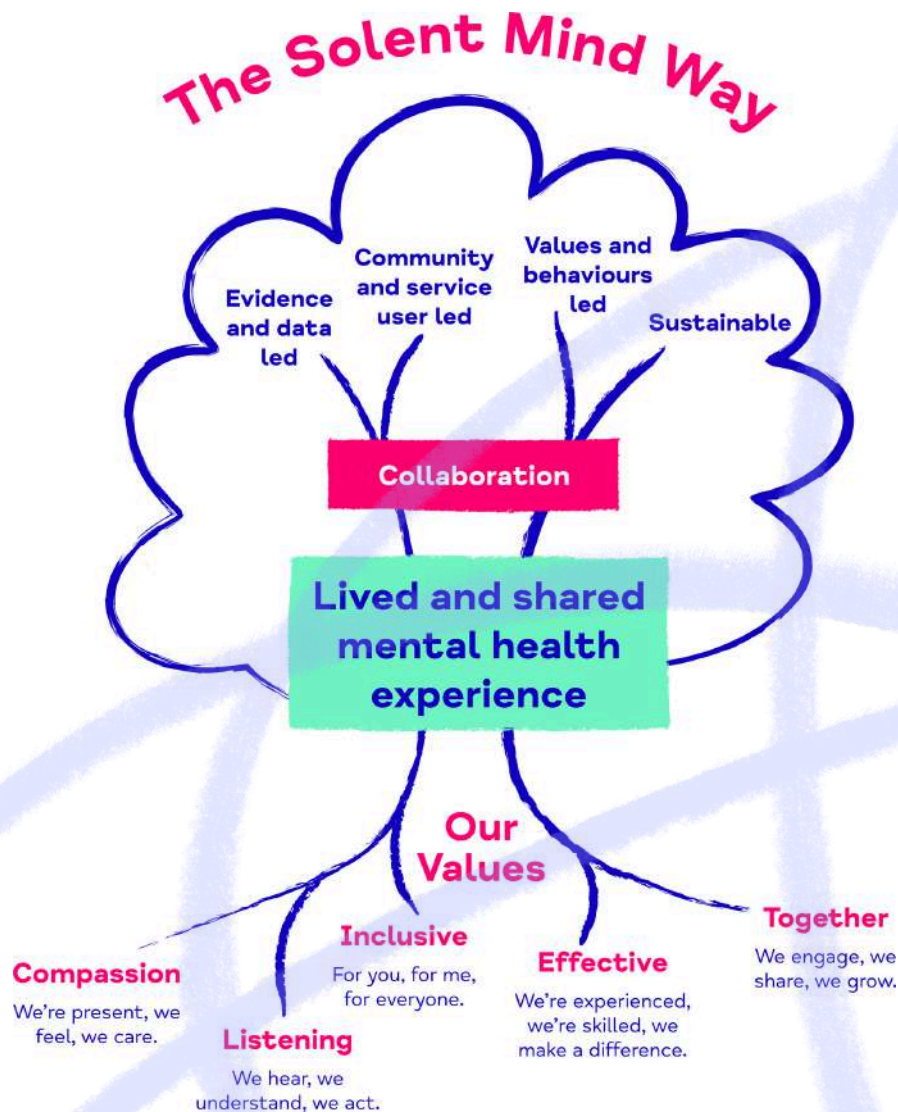 The Solent Mind Way
Evidence
and data
led
Community
and service
user led
Values and
behaviours
led
Sustainable
Collaboration
Lived and shared
mental health
experience
Our
Values
Compassion
We're present, we
feel, we care.
Listening
We hear, we
understand, we act.
Inclusive
For you, for me,
for everyone.
Effective
We're experienced,
we're skilled, we
make a difference.
Together
We engage, we
share, we grow.